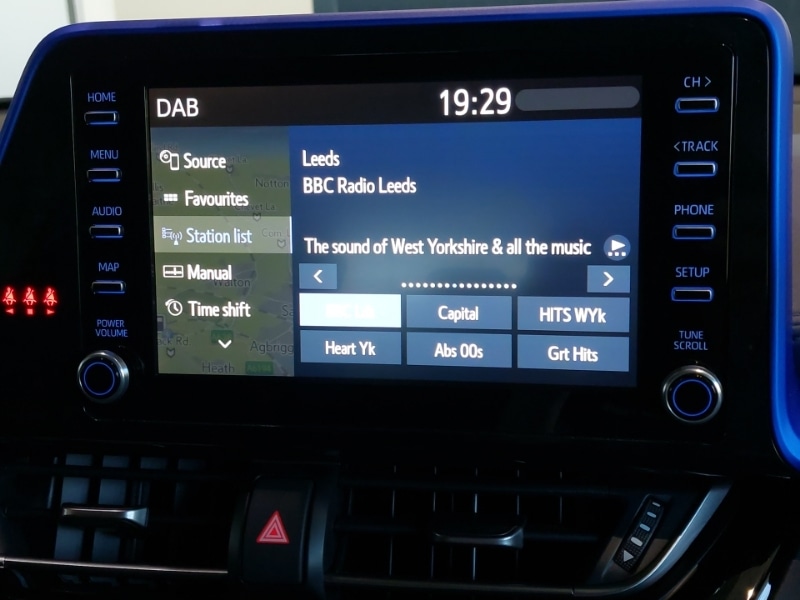 HOME
MENU
AUDIO
MAP
POWER
VOLUME
DAB
19:29
Source
Favourites
Station list
Manual
Time shift
Leeds
BBC Radio Leeds
The sound of West Yorkshire & all the music
Capital
HITS WYk
Heart Yk
Abs 00s
Grt Hits
Agbrigg
Heath
CH >
< TRACK
PHONE
SETUP
TUNE
SCROLL